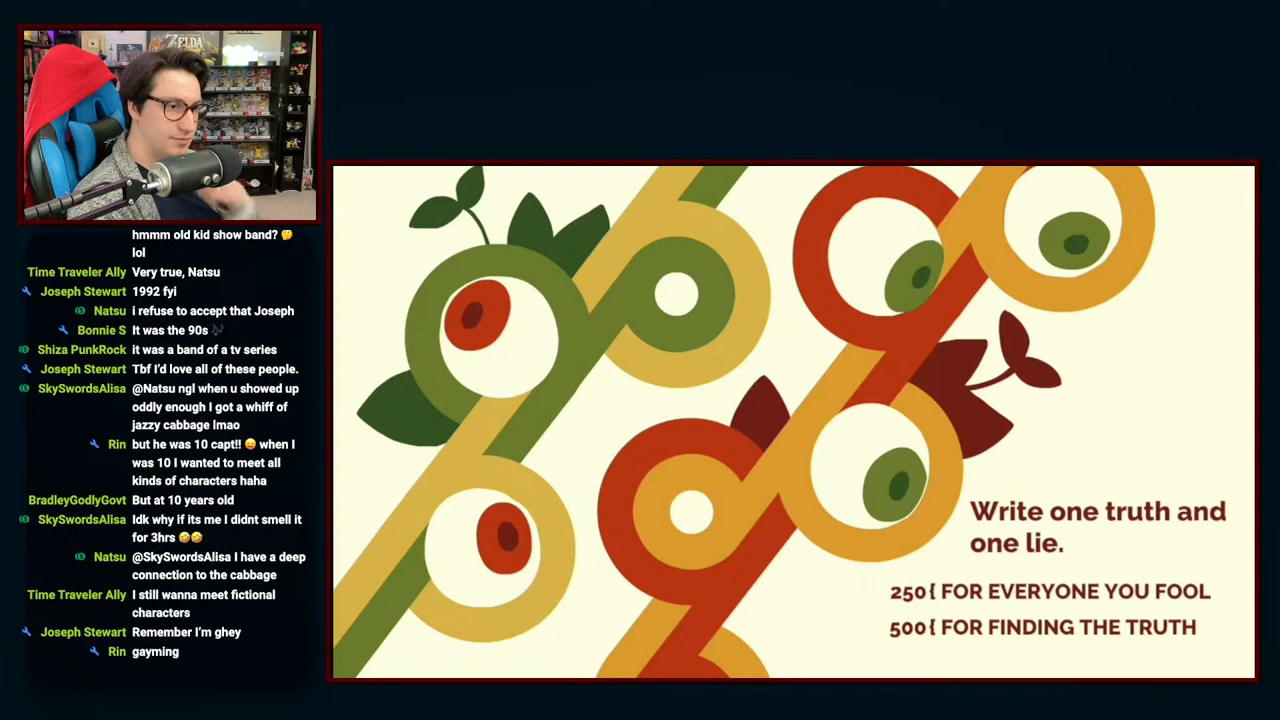 ZELDA
hmmm old kid show band? 🤔
lol
Time Traveler Ally Very true, Natsu
Joseph Stewart 1992 fyi
Natsu i refuse to accept that Joseph
Bonnie S It was the 90s 🎶
Shiza PunkRock it was a band of a tv series
Joseph Stewart Tbf I'd love all of these people.
SkySwordsAlisa @Natsu ngl when u showed up
oddly enough I got a whiff of
jazzy cabbage lmao
Rin but he was 10 capt!! 😜 when I
was 10 I wanted to meet all
kinds of characters haha
BradleyGodlyGovt But at 10 years old
SkySwordsAlisa Idk why if its me I didnt smell it
for 3hrs 🤣🤣
Natsu @SkySwordsAlisa I have a deep
connection to the cabbage
Time Traveler Ally I still wanna meet fictional
characters
Joseph Stewart Remember I'm ghey
Rin gayming
Write one truth and
one lie.
250{ FOR EVERYONE YOU FOOL
500{ FOR FINDING THE TRUTH